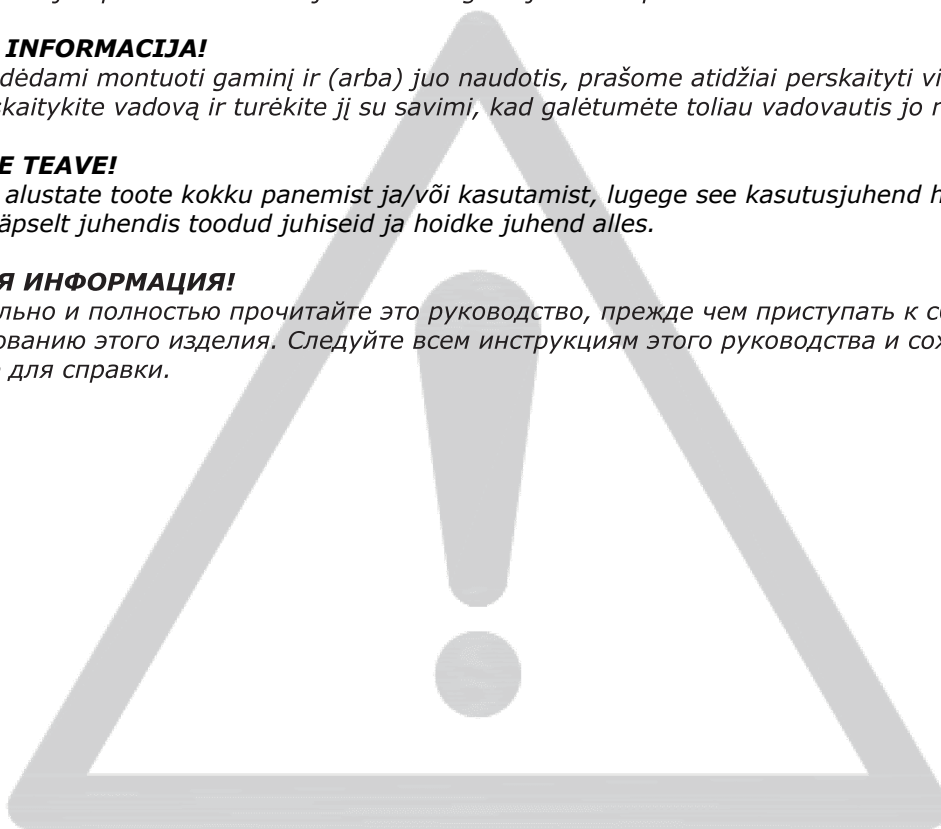 INFORMACIJA!
dėdami montuoti gaminį ir (arba) juo naudotis, prašome atidžiai perskaityti vi
kaitykite vadovą ir turėkite jį su savimi, kad galėtumėte toliau vadovautis jo
E TEAVE!
alustate toote kokku panemist ja/või kasutamist, lugege see kasutusjuhend h
äpselt juhendis toodud juhiseid ja hoidke juhend alles.
Я ИНФОРМАЦИЯ!
льно и полностью прочитайте это руководство, прежде чем приступать к с
ованию этого изделия. Следуйте всем инструкциям этого руководства и сох
для справки.